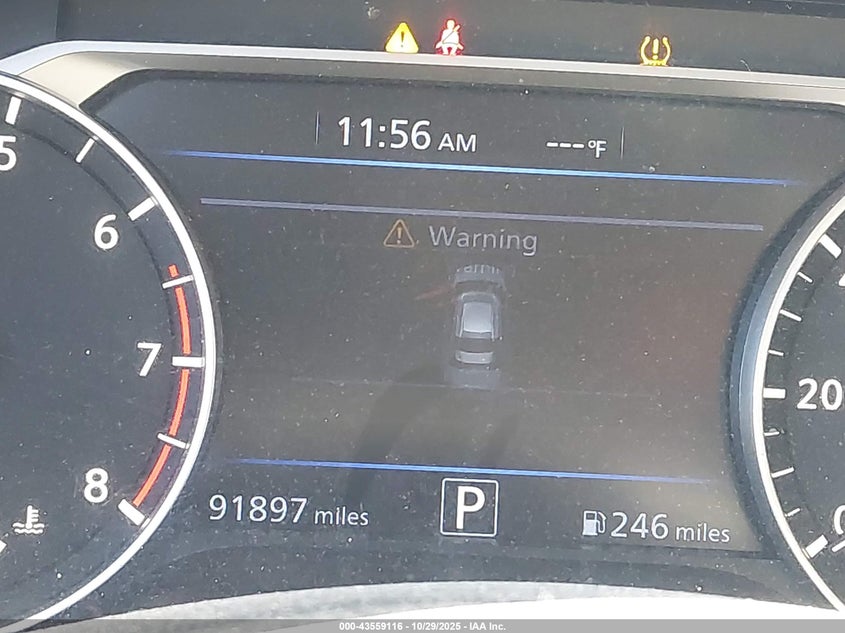 11:56 AM
---°F
5
6
7
8
Warning
20
0
91897 miles
P
246 miles
000-43559116 - 10/29/2025 - IAA Inc.